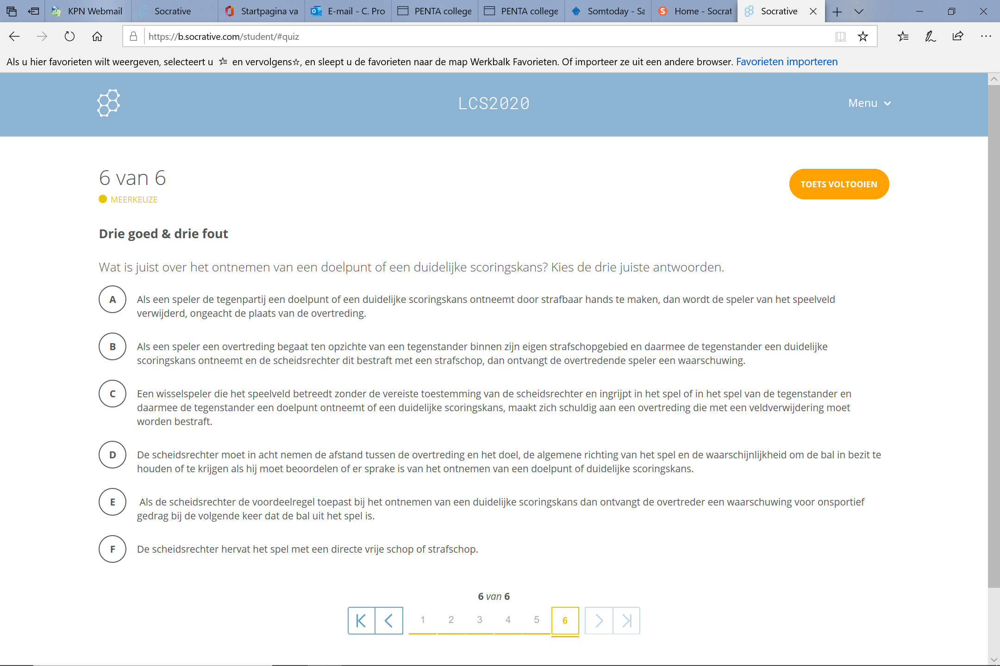 KPN Webmail
Socrative
Startpagina va
E-mail - C. Pro
PENTA college
PENTA college
Somtoday - Sa
Home - Socrat
Socrative
https://b.socrative.com/student/#quiz
Als u hier favorieten wilt weergeven, selecteert u en vervolgens☆, en sleept u de favorieten naar de map Werkbalk Favorieten. Of importeer ze uit een andere browser. Favorieten importeren
LCS2020
Menu
6 van 6
TOETS VOLTOOIEN
MEERKEUZE
Drie goed & drie fout
Wat is juist over het ontnemen van een doelpunt of een duidelijke scoringskans? Kies de drie juiste antwoorden.
A Als een speler de tegenpartij een doelpunt of een duidelijke scoringskans ontneemt door strafbaar hands te maken, dan wordt de speler van het speelveld
verwijderd, ongeacht de plaats van de overtreding.
B Als een speler een overtreding begaat ten opzichte van een tegenstander binnen zijn eigen strafschopgebied en daarmee de tegenstander een duidelijke
scoringskans ontneemt en de scheidsrechter dit bestraft met een strafschop, dan ontvangt de overtredende speler een waarschuwing.
C Een wisselspeler die het speelveld betreedt zonder de vereiste toestemming van de scheidsrechter en ingrijpt in het spel of in het spel van de tegenstander en
daarmee de tegenstander een doelpunt ontneemt of een duidelijke scoringskans, maakt zich schuldig aan een overtreding die met een veldverwijdering moet
worden bestraft.
D De scheidsrechter moet in acht nemen de afstand tussen de overtreding en het doel, de algemene richting van het spel en de waarschijnlijkheid om de bal in bezit te
houden of te krijgen als hij moet beoordelen of er sprake is van het ontnemen van een doelpunt of duidelijke scoringskans.
E Als de scheidsrechter de voordeelregel toepast bij het ontnemen van een duidelijke scoringskans dan ontvangt de overtreder een waarschuwing voor onsportief
gedrag bij de volgende keer dat de bal uit het spel is.
F De scheidsrechter hervat het spel met een directe vrije schop of strafschop.
6 van 6
1 2 3 4 5 6